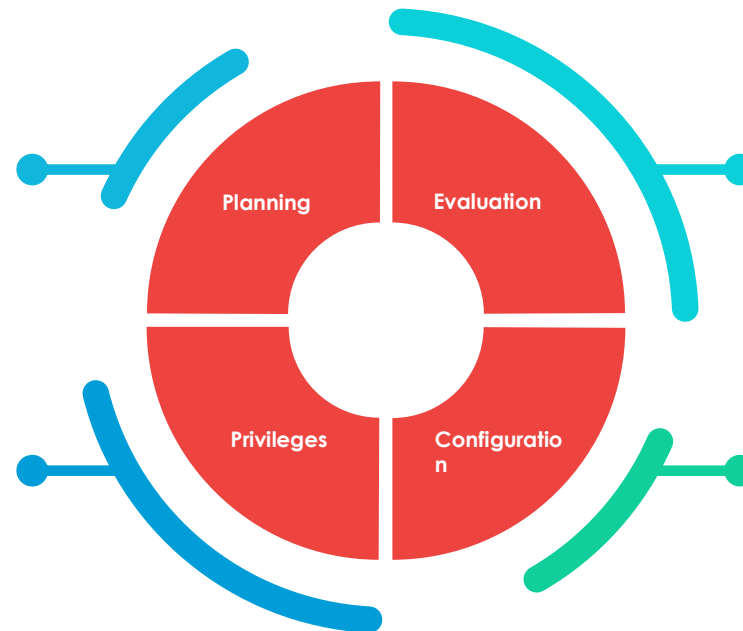 Planning
Evaluation
Privileges
Configuratio
n